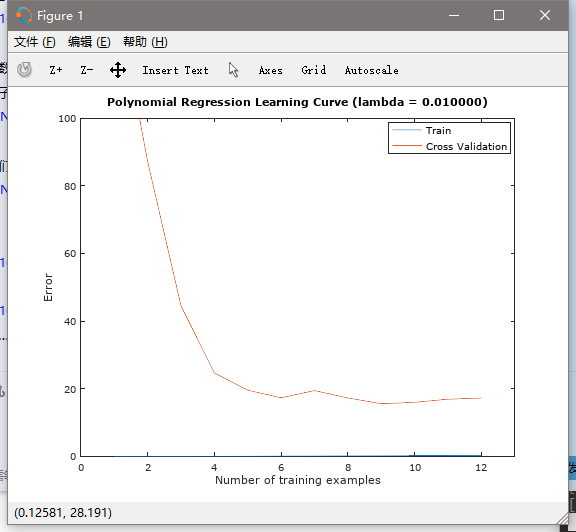 Figure 1
文件 (F) 编辑 (E) 帮助 (H)
Z+ Z- Insert Text Axes Grid Autoscale
Polynomial Regression Learning Curve (lambda = 0.010000)
Train
Cross Validation
100
80
60
40
20
0
Error
0 2 4 6 8 10 12
Number of training examples
(0.12581, 28.191)